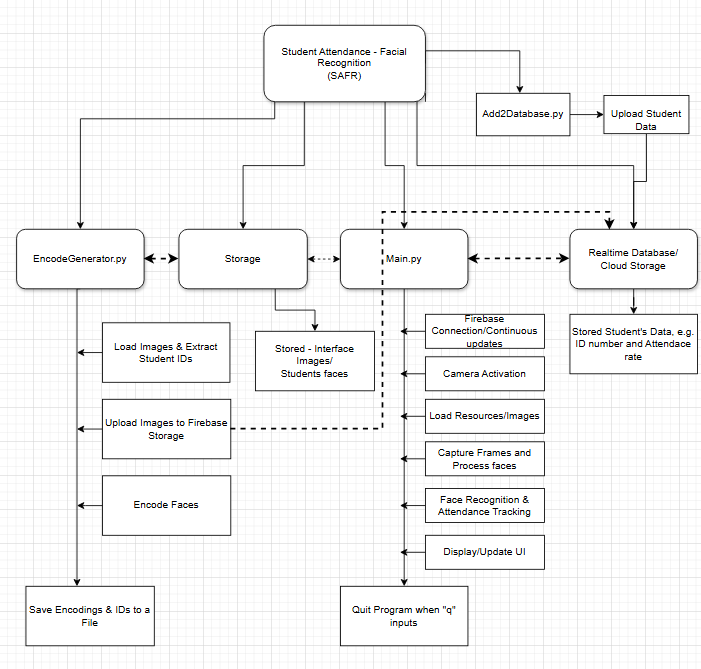 Student Attendance - Facial
Recognition
(SAFR)
Add2Database.py
Upload Student
Data
EncodeGenerator.py
Storage
Main.py
Realtime Database/
Cloud Storage
Load Images & Extract
Student IDs
Upload Images to Firebase
Storage
Encode Faces
Save Encodings & IDs to a
File
Stored - Interface
Images/
Students faces
Firebase
Connection/Continuous
updates
Camera Activation
Load Resources/Images
Capture Frames and
Process faces
Face Recognition &
Attendance Tracking
Display/Update UI
Quit Program when "q"
inputs
Stored Student's Data, e.g.
ID number and Attendace
rate